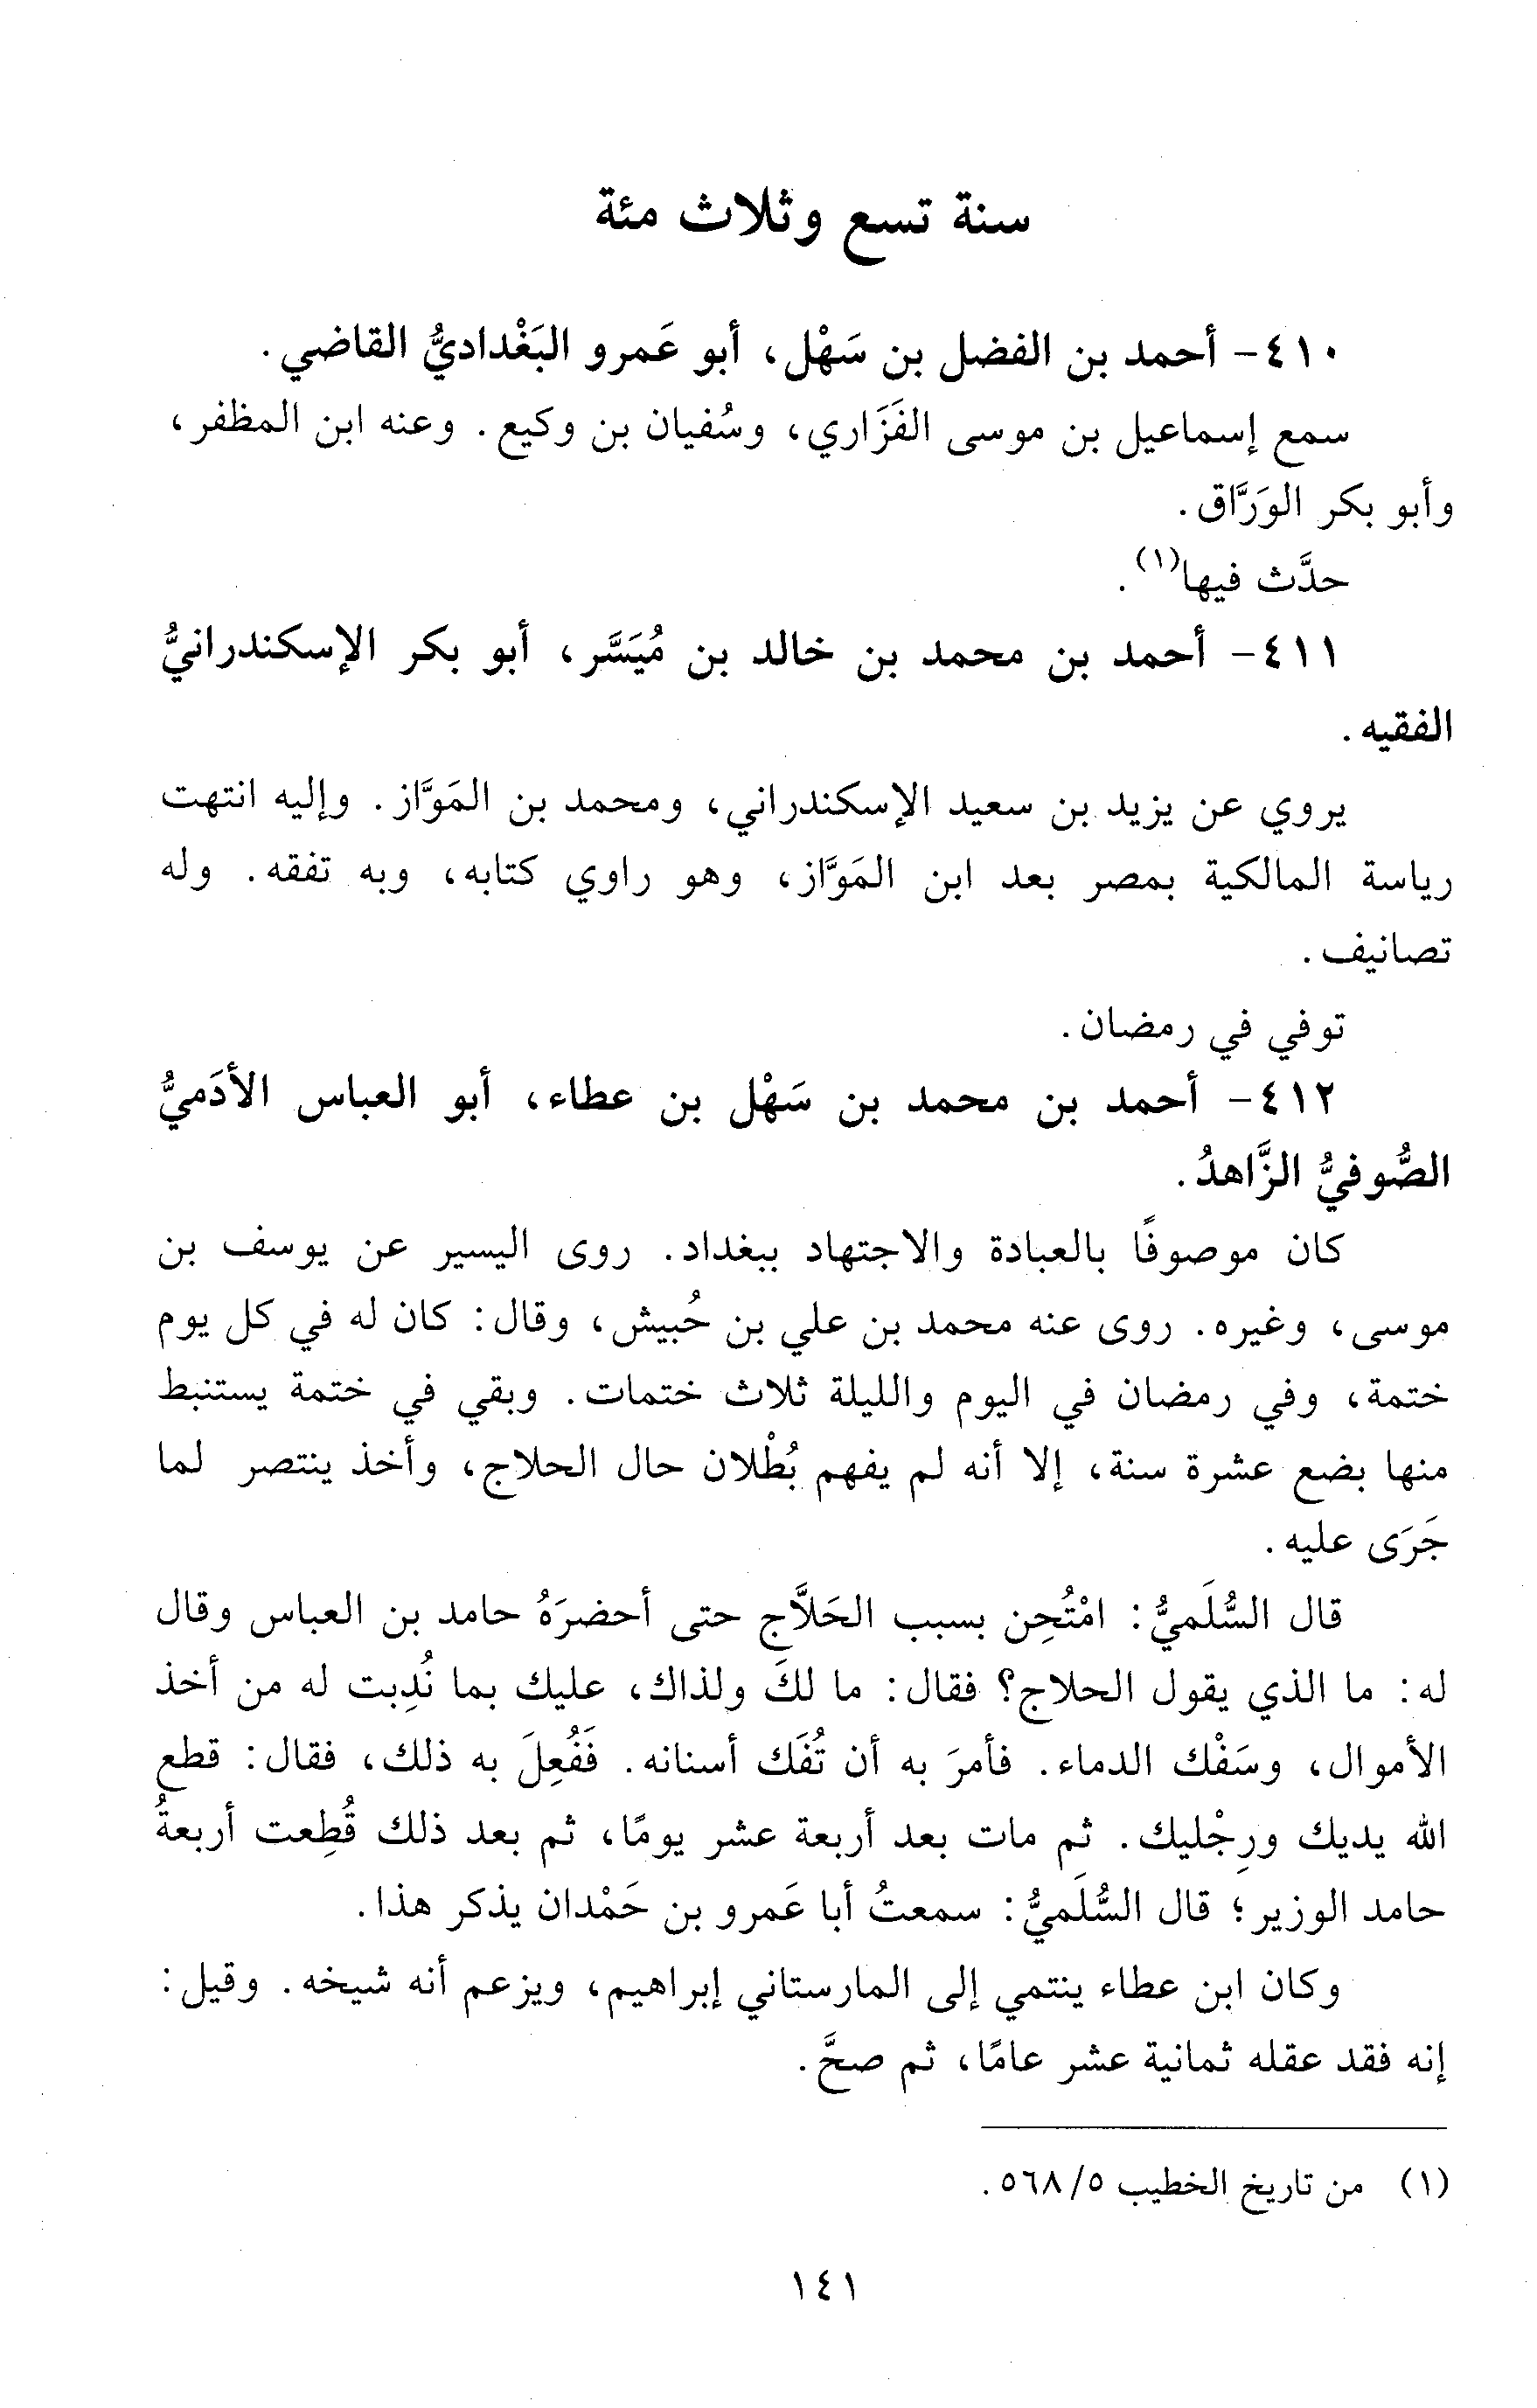 سنة تسع وثلاث مئة
٤١٠- أحمد بن الفضل بن سَهْل، أبو عَمرو البَغْداديُّ القاضي.
سمع إسماعيل بن موسى الفَزَاري، وسُفيان بن وكيع. وعنه ابن المظفر،
وأبو بكر الوَرَّاق.
حدَّث فيها(١).
٤١١- أحمد بن محمد بن خالد بن مُيَسَّر، أبو بكر الإسكندرانيُّ
الفقيه.
يروي عن يزيد بن سعيد الإسكندراني، ومحمد بن المَوَّاز. وإليه انتهت
رياسة المالكية بمصر بعد ابن المَوَّاز، وهو راوي كتابه، وبه تفقه. وله
تصانيف.
توفي في رمضان.
٤١٢- أحمد بن محمد بن سَهْل بن عطاء، أبو العباس الأدَميُّ
الصُّوفيُّ الزَّاهدُ.
كان موصوفًا بالعبادة والاجتهاد ببغداد. روى اليسير عن يوسف بن
موسى، وغيره. روى عنه محمد بن علي بن حُبيش، وقال: كان له في كل يوم
ختمة، وفي رمضان في اليوم والليلة ثلاث ختمات. وبقي في ختمة يستنبط
منها بضع عشرة سنة، إلا أنه لم يفهم بُطْلان حال الحلاج، وأخذ ينتصر لما
جَرَى عليه.
قال السُّلَميُّ: امْتُحِن بسبب الحَلاَّج حتى أحضرَهُ حامد بن العباس وقال
له: ما الذي يقول الحلاج؟ فقال: ما لكَ ولذاك، عليك بما نُدِبت له من أخذ
الأموال، وسَفْك الدماء. فأمرَ به أن تُفَك أسنانه. فَفُعِلَ به ذلك، فقال: قطع
الله يديك ورِجْليك. ثم مات بعد أربعة عشر يومًا، ثم بعد ذلك قُطِعت أربعةُ
حامد الوزير؛ قال السُّلَميُّ: سمعتُ أبا عَمرو بن حَمْدان يذكر هذا.
وكان ابن عطاء ينتمي إلى المارستاني إبراهيم، ويزعم أنه شيخه. وقيل:
إنه فقد عقله ثمانية عشر عامًا، ثم صحَّ.
(١) من تاريخ الخطيب ٥/ ٥٦٨.
١٤١